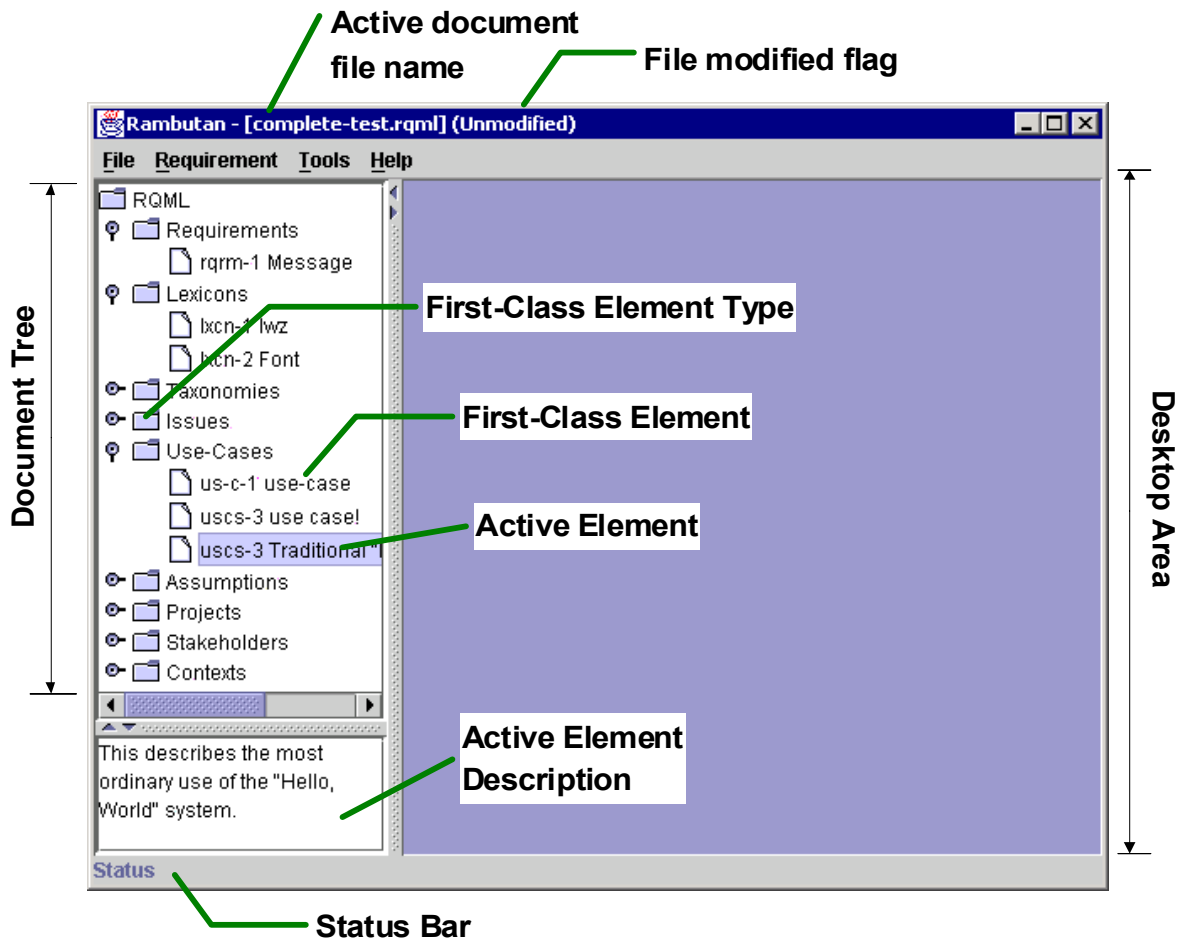 Active document
file name
File modified flag
Rambutan - [complete-test.rqml] (Unmodified)
File Requirement Tools Help
RQML
Requirements
rqrm-1 Message
Lexicons
lxcn-1 lwz
lxcn-2 Font
Taxonomies
Issues
Use-Cases
us-c-1 use-case
uscs-3 use case!
uscs-3 Traditional "
Assumptions
Projects
Stakeholders
Contexts
This describes the most
ordinary use of the "Hello,
World" system.
Status
Document Tree
First-Class Element Type
First-Class Element
Active Element
Active Element
Description
Desktop Area
Status Bar